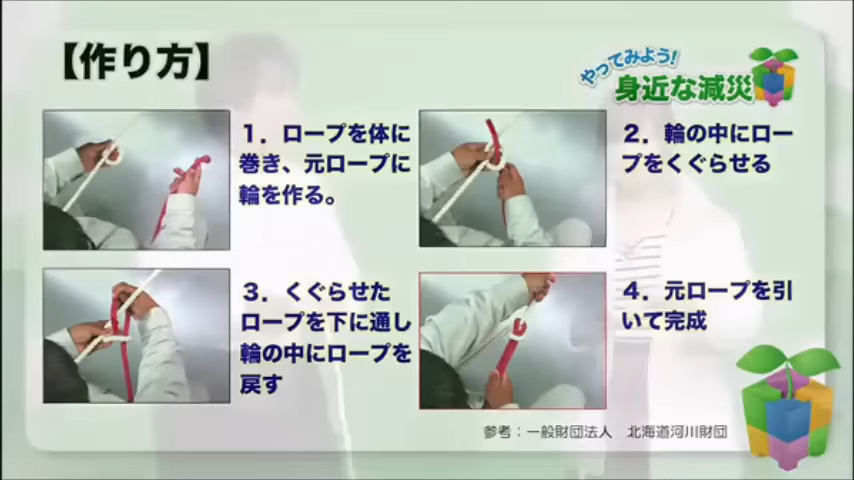 【作り方】
やってみよう!
身近な減災
1．ロープを体に
巻き、元ロープに
輪を作る。
2．輪の中にロー
プをくぐらせる
3．くぐらせた
ロープを下に通し
輪の中にロープを
戻す
4．元ロープを引
いて完成
参考：一般財団法人　北海道河川財団